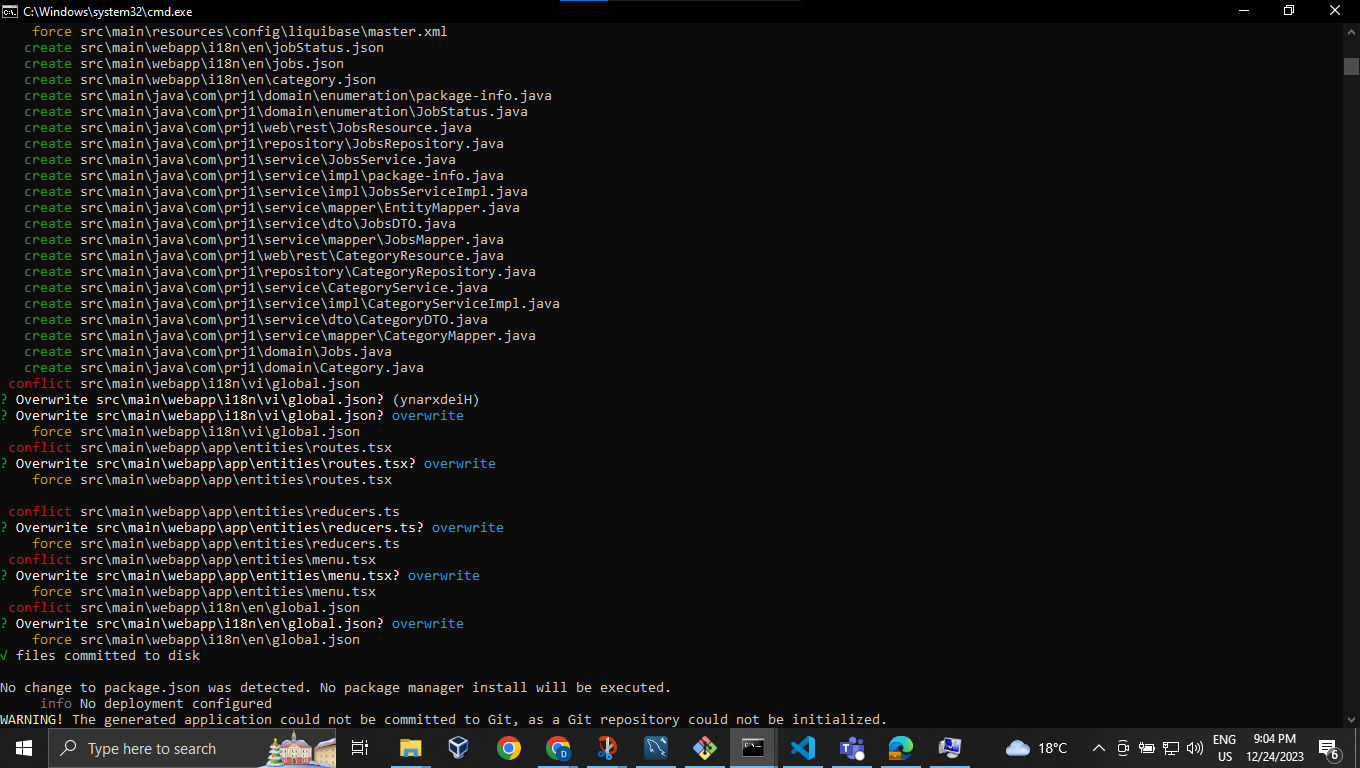 C:\Windows\system32\cmd.exe
force src\main\resources\config\liquibase\master.xml
create src\main\webapp\i18n\en\jobStatus.json
create src\main\webapp\i18n\en\jobs.json
create src\main\webapp\i18n\en\category.json
create src\main\java\com\prj1\domain\enumeration\package-info.java
create src\main\java\com\prj1\domain\enumeration\JobStatus.java
create src\main\java\com\prj1\web\rest\JobsResource.java
create src\main\java\com\prj1\repository\JobsRepository.java
create src\main\java\com\prj1\service\JobsService.java
create src\main\java\com\prj1\service\impl\package-info.java
create src\main\java\com\prj1\service\impl\JobsServiceImpl.java
create src\main\java\com\prj1\service\mapper\EntityMapper.java
create src\main\java\com\prj1\service\dto\JobsDTO.java
create src\main\java\com\prj1\service\mapper\JobsMapper.java
create src\main\java\com\prj1\web\rest\CategoryResource.java
create src\main\java\com\prj1\repository\CategoryRepository.java
create src\main\java\com\prj1\service\CategoryService.java
create src\main\java\com\prj1\service\impl\CategoryServiceImpl.java
create src\main\java\com\prj1\service\dto\CategoryDTO.java
create src\main\java\com\prj1\service\mapper\CategoryMapper.java
create src\main\java\com\prj1\domain\Jobs.java
create src\main\java\com\prj1\domain\Category.java
conflict src\main\webapp\i18n\vi\global.json
? Overwrite src\main\webapp\i18n\vi\global.json? (ynarxdeiH)
? Overwrite src\main\webapp\i18n\vi\global.json? overwrite
force src\main\webapp\i18n\vi\global.json
conflict src\main\webapp\app\entities\routes.tsx
? Overwrite src\main\webapp\app\entities\routes.tsx? overwrite
force src\main\webapp\app\entities\routes.tsx
conflict src\main\webapp\app\entities\reducers.ts
? Overwrite src\main\webapp\app\entities\reducers.ts? overwrite
force src\main\webapp\app\entities\reducers.ts
conflict src\main\webapp\app\entities\menu.tsx
? Overwrite src\main\webapp\app\entities\menu.tsx? overwrite
force src\main\webapp\app\entities\menu.tsx
conflict src\main\webapp\i18n\en\global.json
? Overwrite src\main\webapp\i18n\en\global.json? overwrite
force src\main\webapp\i18n\en\global.json
√ files committed to disk
No change to package.json was detected. No package manager install will be executed.
info No deployment configured
WARNING! The generated application could not be committed to Git, as a Git repository could not be initialized.
Type here to search
18°C
ENG
US
9:04 PM
12/24/2023
6